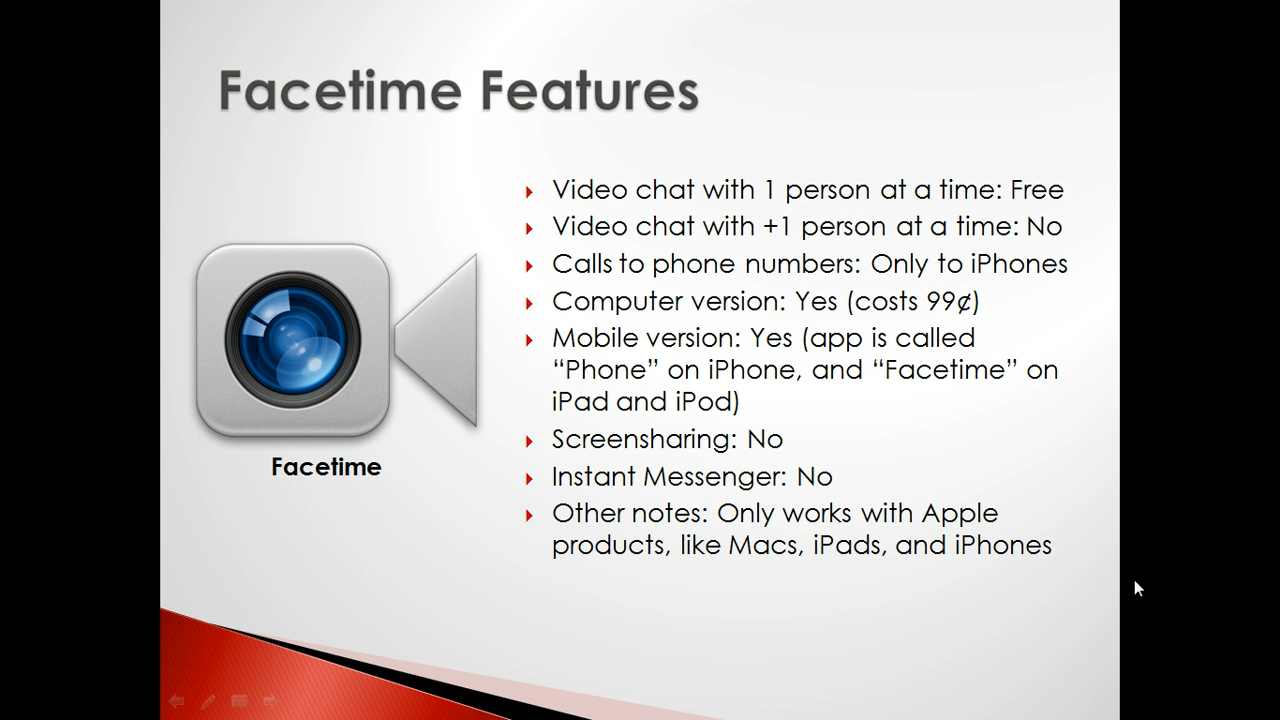 Facetime Features
Video chat with 1 person at a time: Free
Video chat with +1 person at a time: No
Calls to phone numbers: Only to iPhones
Computer version: Yes (costs 99¢)
Mobile version: Yes (app is called
“Phone” on iPhone, and “Facetime” on
iPad and iPod)
Screensharing: No
Instant Messenger: No
Other notes: Only works with Apple
products, like Macs, iPads, and iPhones
Facetime